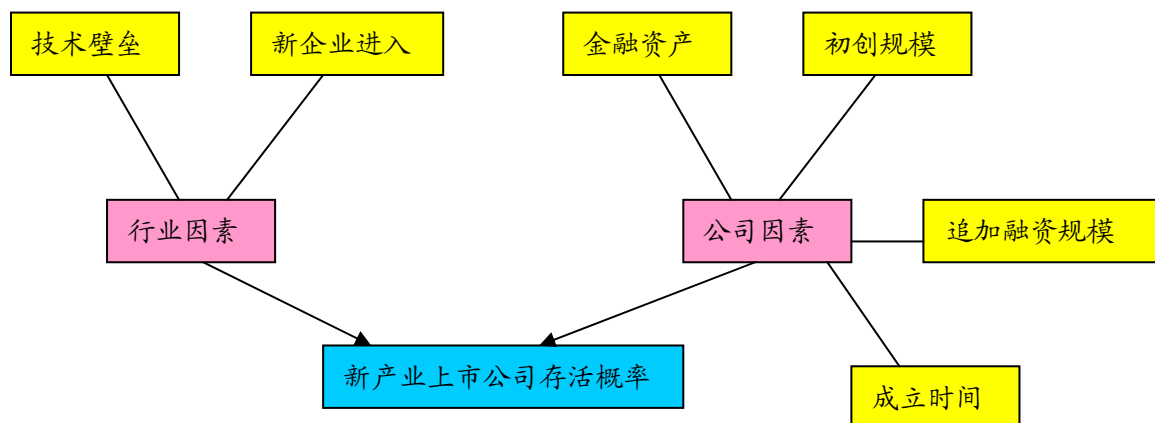 技术壁垒
新企业进入
金融资产
初创规模
行业因素
公司因素
追加融资规模
新产业上市公司存活概率
成立时间